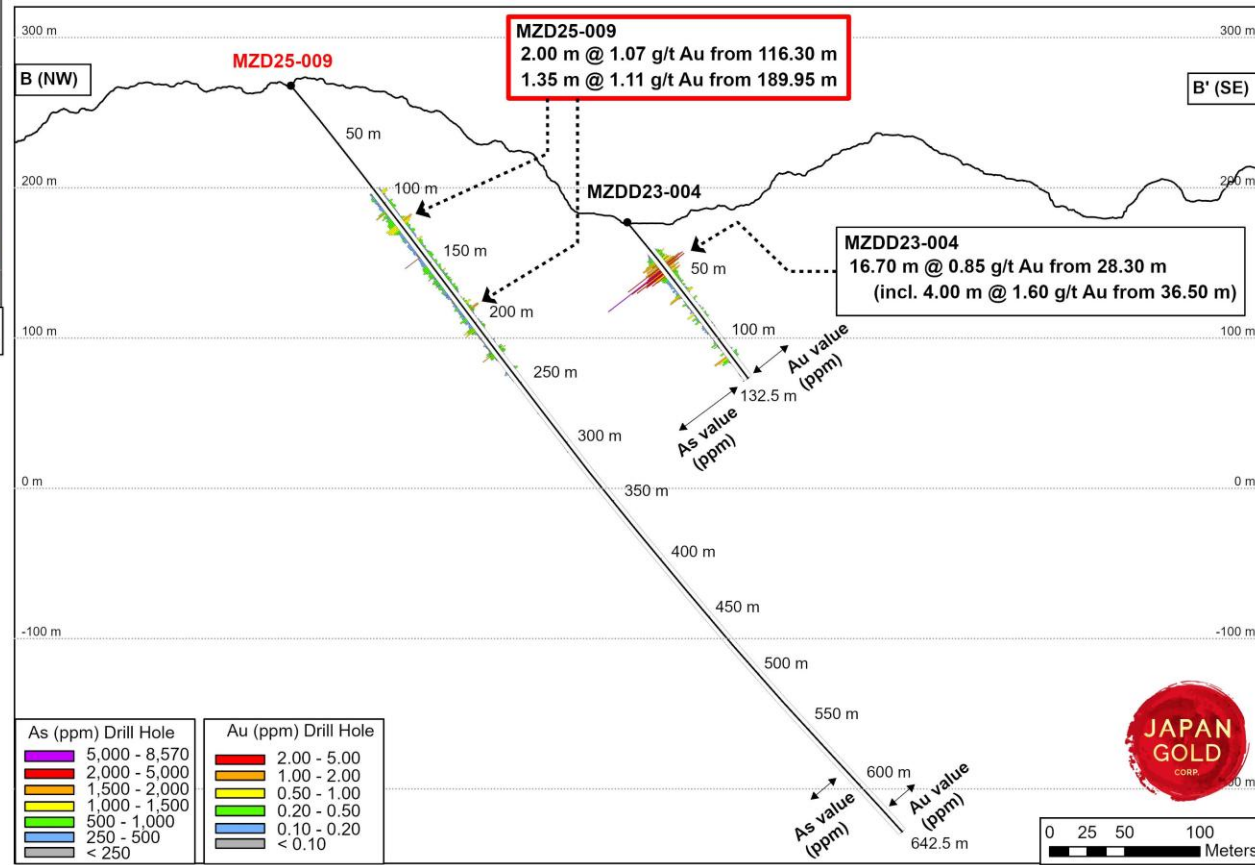 300 m
300 m
MZD25-009
MZD25-009
2.00 m @ 1.07 g/t Au from 116.30 m
1.35 m @ 1.11 g/t Au from 189.95 m
B (NW)
B' (SE)
50 m
200 m
200 m
100 m
MZDD23-004
150 m
50 m
MZDD23-004
16.70 m @ 0.85 g/t Au from 28.30 m
(incl. 4.00 m @ 1.60 g/t Au from 36.50 m)
200 m
100 m
100 m
100 m
250 m
Au value
(ppm)
132.5 m
As value
(ppm)
300 m
0 m
0 m
350 m
400 m
450 m
-100 m
-100 m
500 m
550 m
600 m
As value
(ppm)
Au value
(ppm)
642.5 m
As (ppm) Drill Hole
5,000 - 8,570
2,000 - 5,000
1,500 - 2,000
1,000 - 1,500
500 - 1,000
250 - 500
< 250
Au (ppm) Drill Hole
2.00 - 5.00
1.00 - 2.00
0.50 - 1.00
0.20 - 0.50
0.10 - 0.20
< 0.10
JAPAN
GOLD
CORP.
0 25 50 100
Meters